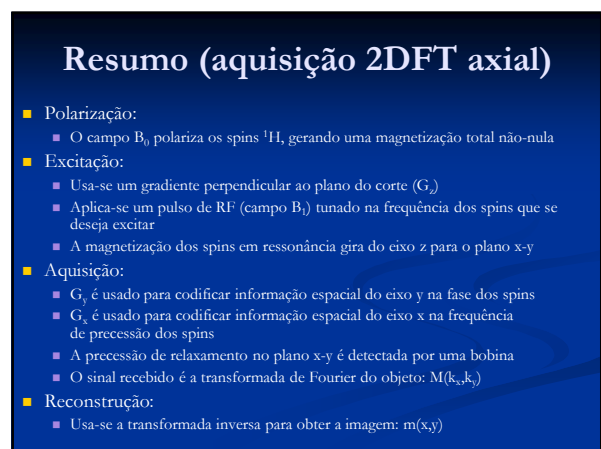 Resumo (aquisição 2DFT axial)
Polarização:
O campo B₀ polariza os spins ¹H, gerando uma magnetização total não-nula
Excitação:
Usa-se um gradiente perpendicular ao plano do corte (G_z)
Aplica-se um pulso de RF (campo B₁) tunado na frequência dos spins que se
deseja excitar
A magnetização dos spins em ressonância gira do eixo z para o plano x-y
Aquisição:
G_y é usado para codificar informação espacial do eixo y na fase dos spins
G_x é usado para codificar informação espacial do eixo x na frequência
de precessão dos spins
A precessão de relaxamento no plano x-y é detectada por uma bobina
O sinal recebido é a transformada de Fourier do objeto: M(k_x,k_y)
Reconstrução:
Usa-se a transformada inversa para obter a imagem: m(x,y)